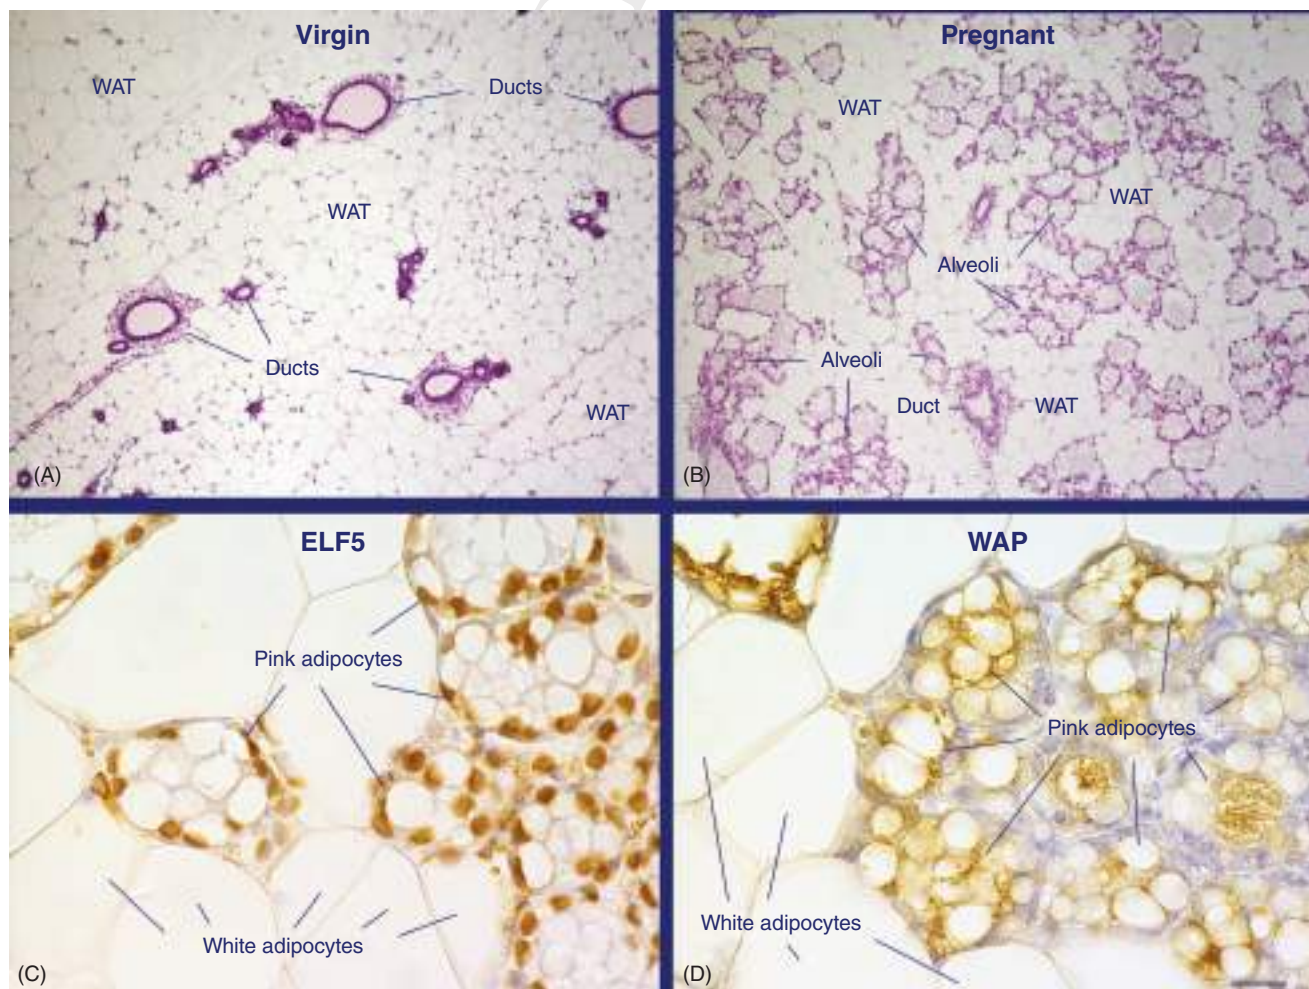 Virgin
WAT
Ducts
WAT
Ducts
WAT
(A)
Pregnant
WAT
WAT
Alveoli
Alveoli
Duct
WAT
(B)
ELF5
Pink adipocytes
White adipocytes
(C)
WAP
Pink adipocytes
White adipocytes
(D)